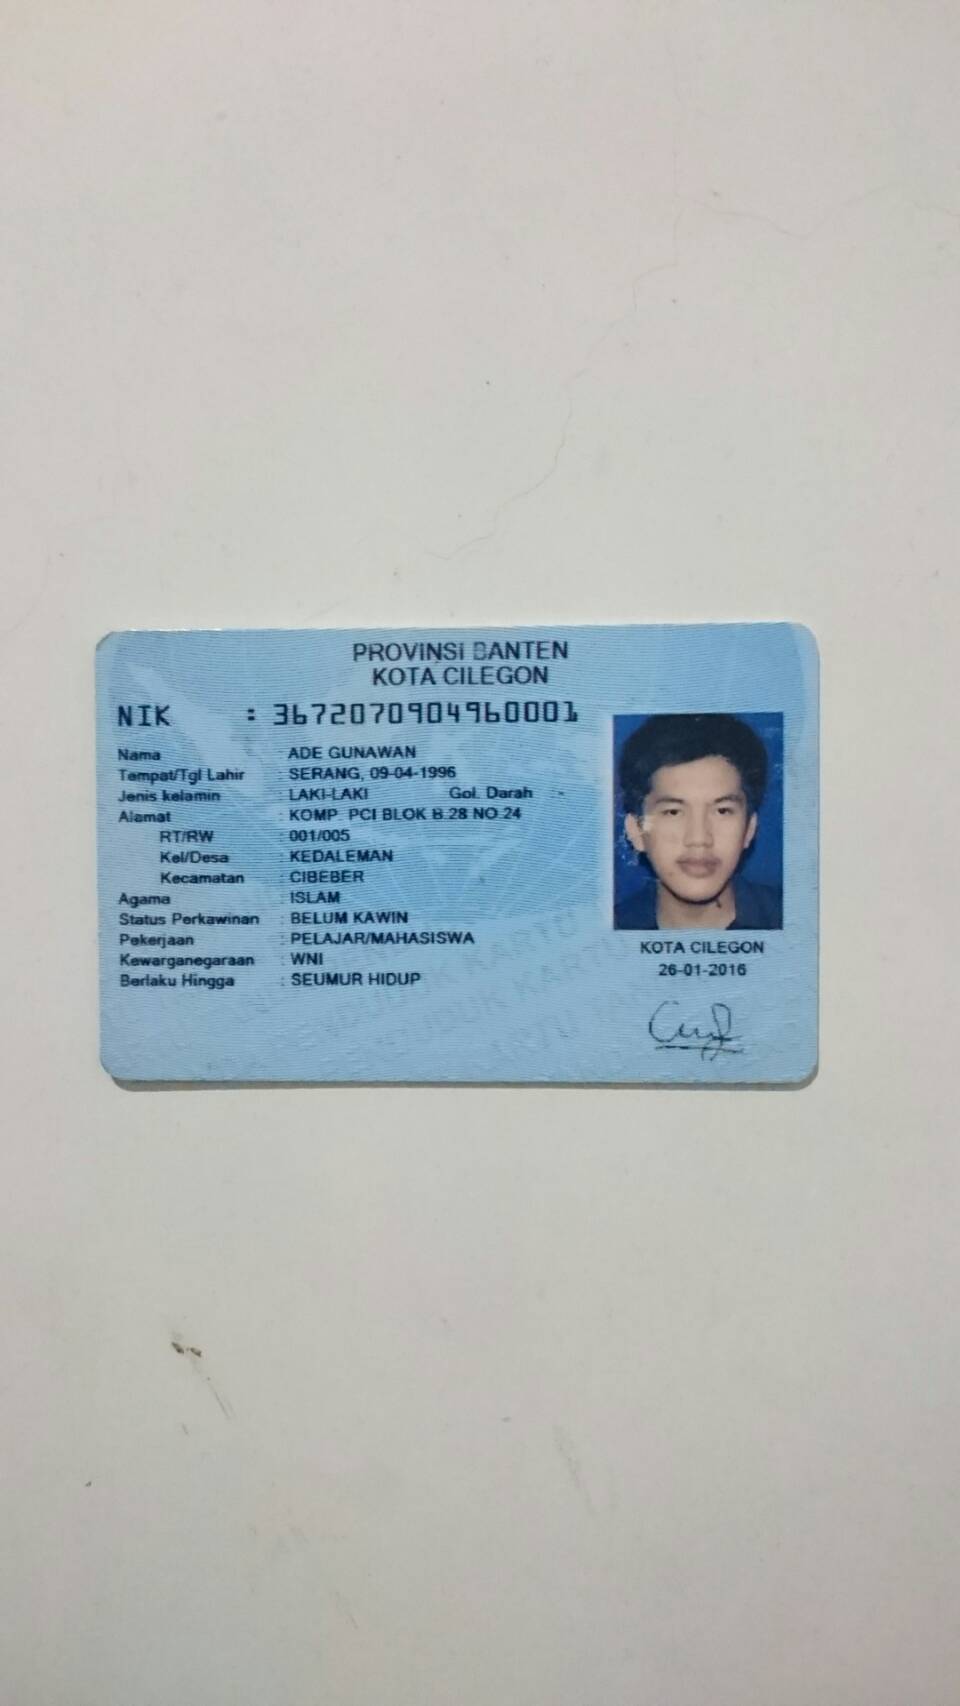 PROVINSI BANTEN
KOTA CILEGON
NIK : 3672070904960001
Nama : ADE GUNAWAN
Tempat/Tgl Lahir : SERANG, 09-04-1996
Jenis kelamin : LAKI-LAKI Gol. Darah : -
Alamat : KOMP. PCI BLOK B.28 NO.24
RT/RW : 001/005
Kel/Desa : KEDALEMAN
Kecamatan : CIBEBER
Agama : ISLAM
Status Perkawinan : BELUM KAWIN
Pekerjaan : PELAJAR/MAHASISWA
Kewarganegaraan : WNI
Berlaku Hingga : SEUMUR HIDUP
KOTA CILEGON
26-01-2016